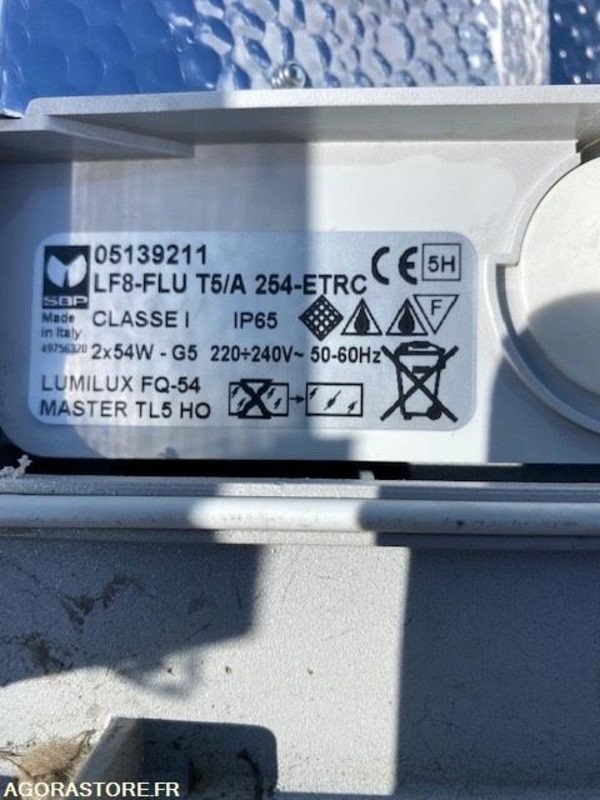 05139211
LF8-FLU T5/A 254-ETRC
CE 5H
SBP
Made
in Italy
CLASSE I IP65
F
49756320
2x54W - G5 220÷240V~ 50-60Hz
LUMILUX FQ-54
MASTER TL5 HO
AGORASTORE.FR